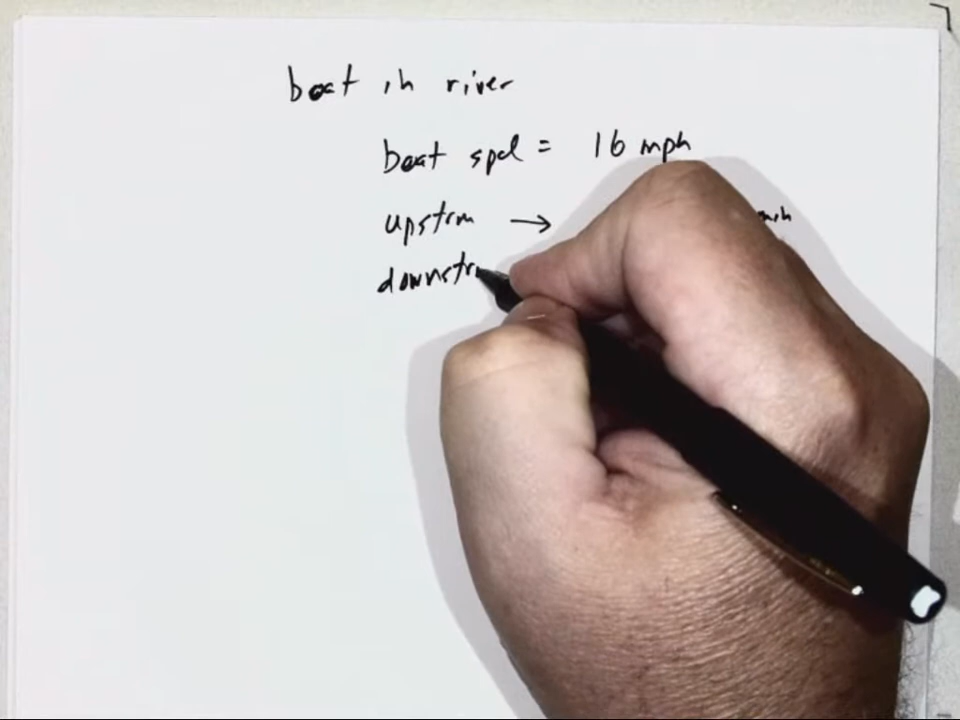 boat in river
boat spd = 16 mph
upstrm →
downstr